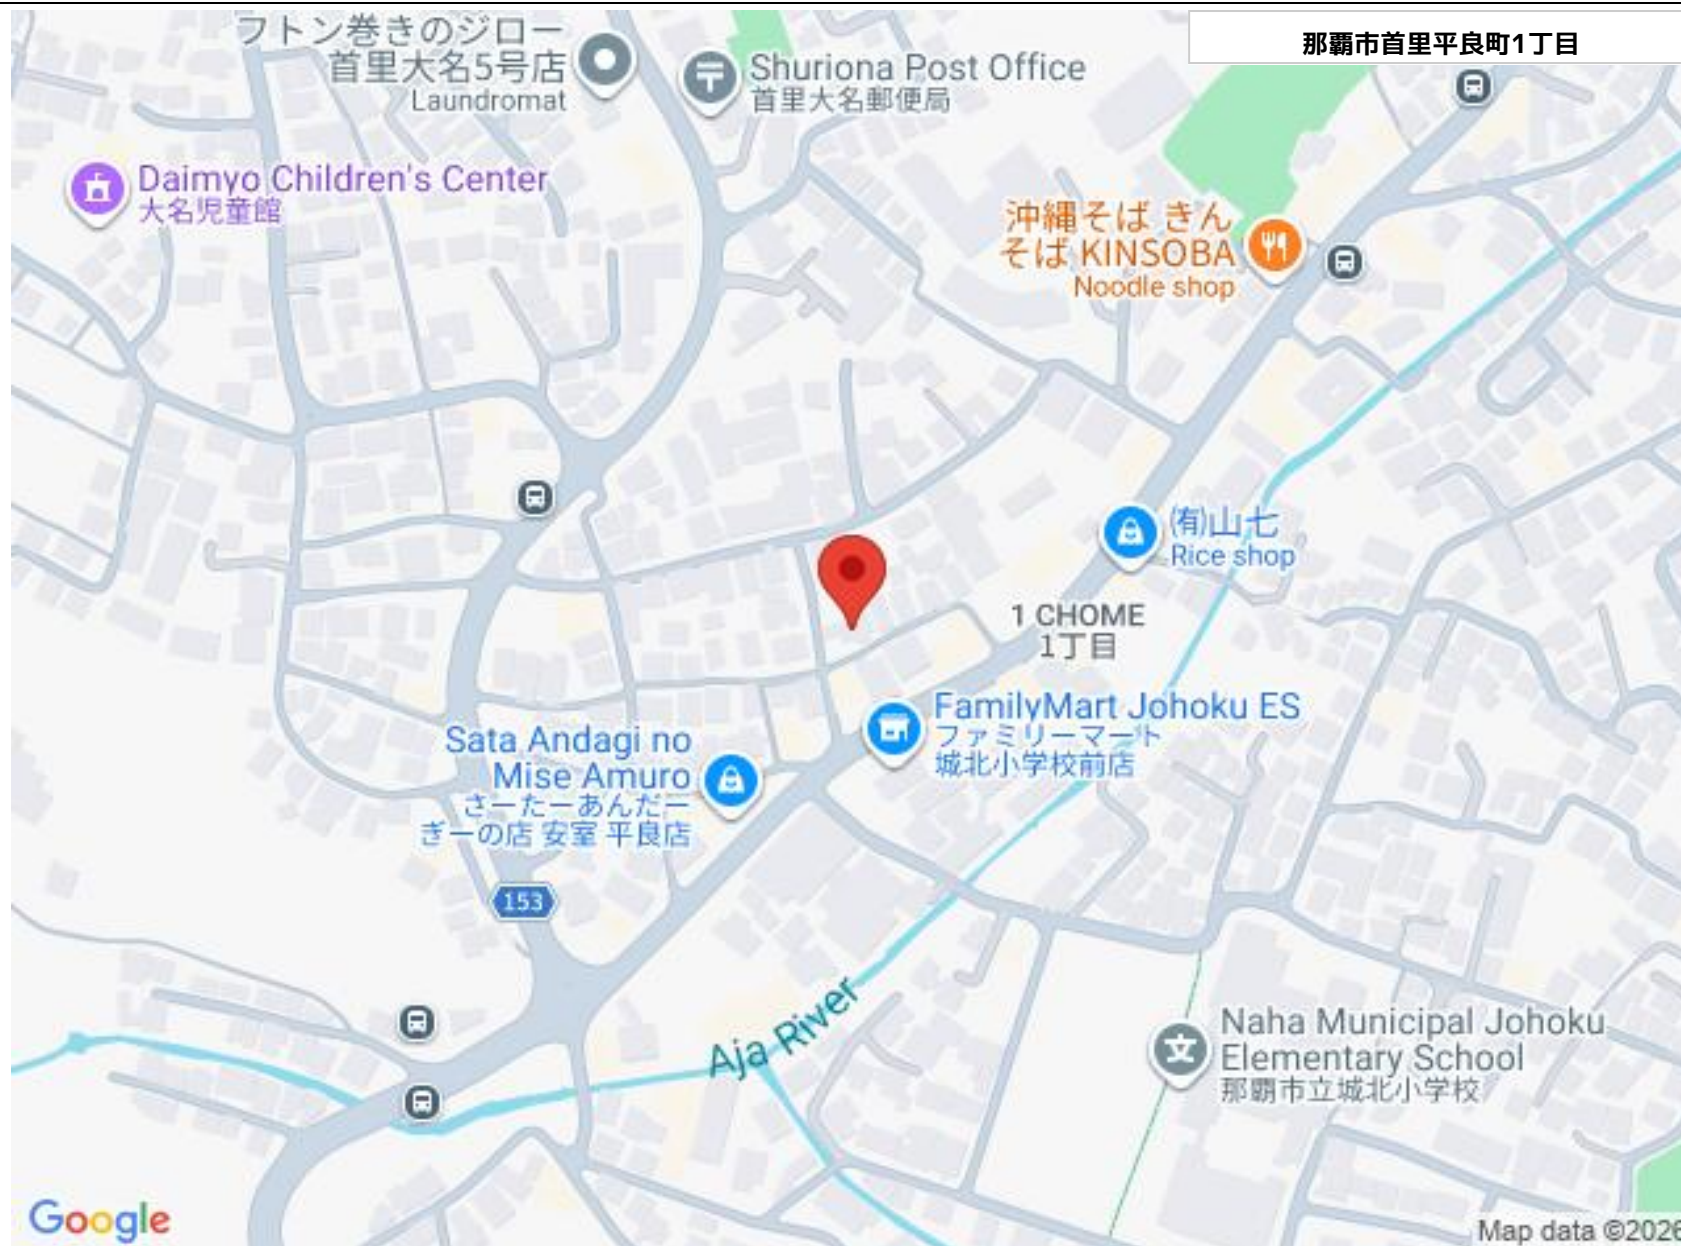 那覇市首里平良町1丁目
フトン巻きのジロー
首里大名5号店
Laundromat
Shuriona Post Office
首里大名郵便局
Daimyo Children's Center
大名児童館
沖縄そば きん
そば KINSOBA
Noodle shop
㈲山七
Rice shop
1 CHOME
1丁目
FamilyMart Johoku ES
ファミリーマート
城北小学校前店
Sata Andagi no
Mise Amuro
さーたーあんだー
ぎーの店 安室 平良店
153
Aja River
Naha Municipal Johoku
Elementary School
那覇市立城北小学校
文
Google
Map data ©2026